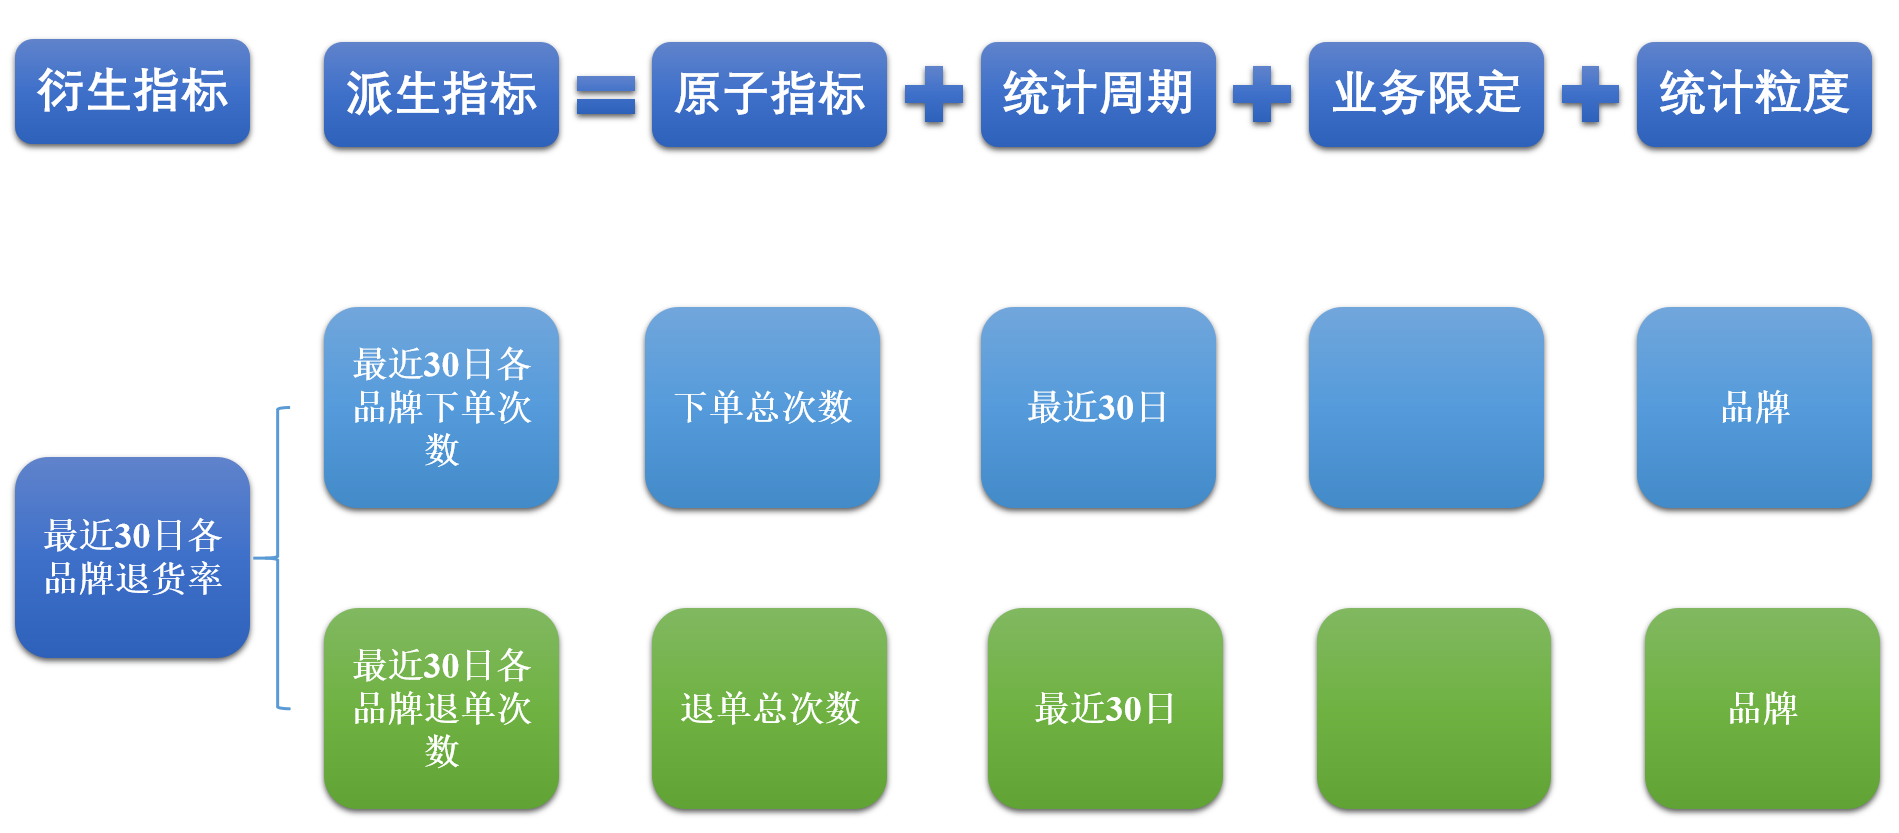 衍生指标
派生指标
原子指标
统计周期
业务限定
统计粒度
最近30日各
品牌下单次
数
下单总次数
最近30日
品牌
最近30日各
品牌退货率
最近30日各
品牌退单次
数
退单总次数
最近30日
品牌